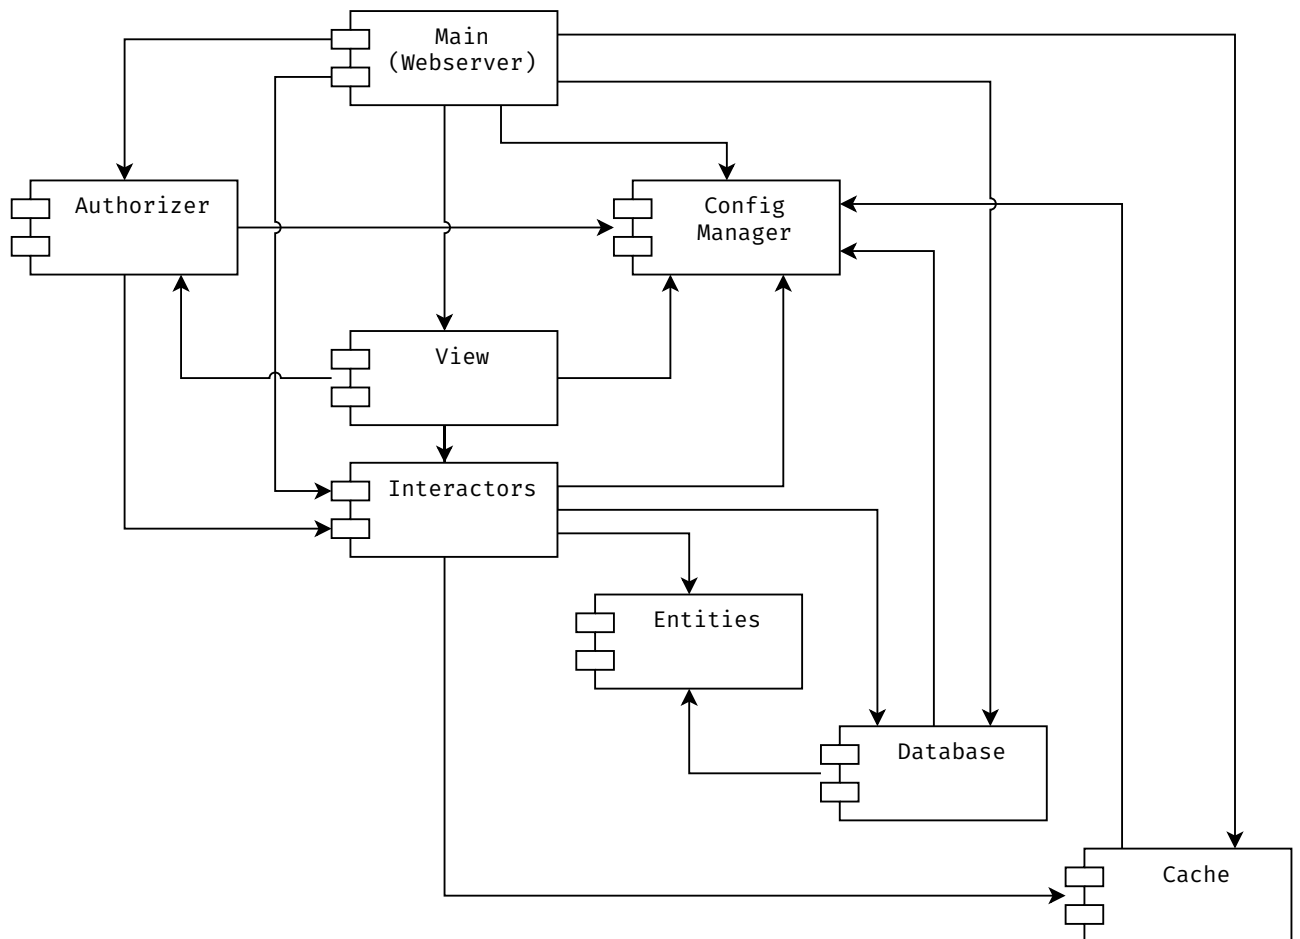 Main
(Webserver)
Authorizer
Config
Manager
View
Interactors
Entities
Database
Cache